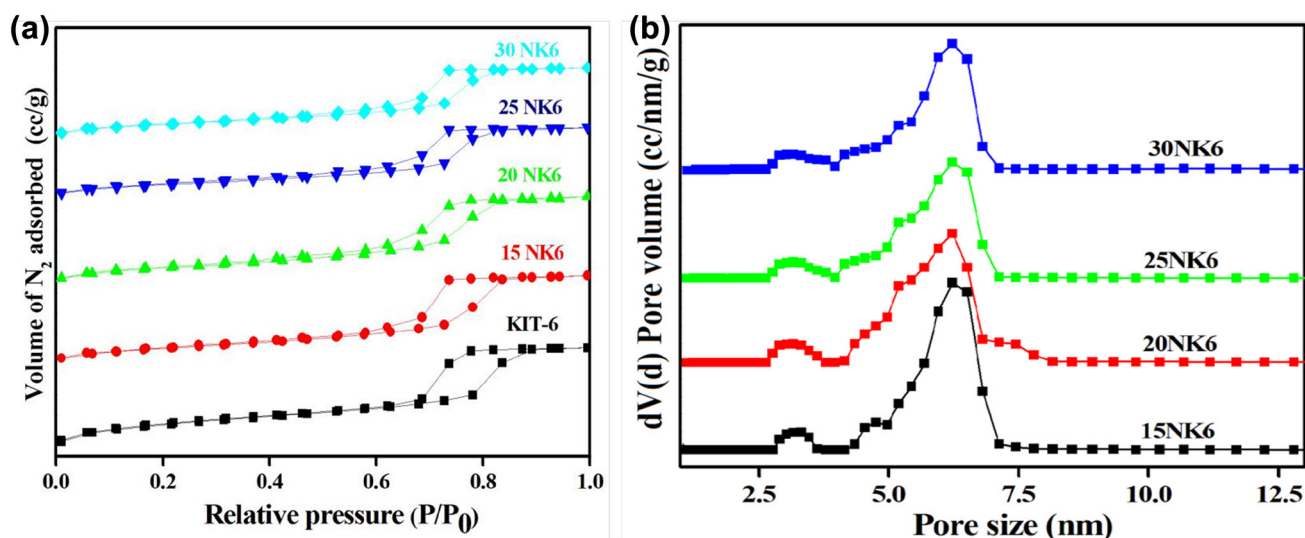 (a)
Volume of N2 adsorbed (cc/g)
30 NK6
25 NK6
20 NK6
15 NK6
KIT-6
0.0 0.2 0.4 0.6 0.8 1.0
Relative pressure (P/P0)
(b)
dV(d) Pore volume (cc/nm/g)
30NK6
25NK6
20NK6
15NK6
2.5 5.0 7.5 10.0 12.5
Pore size (nm)